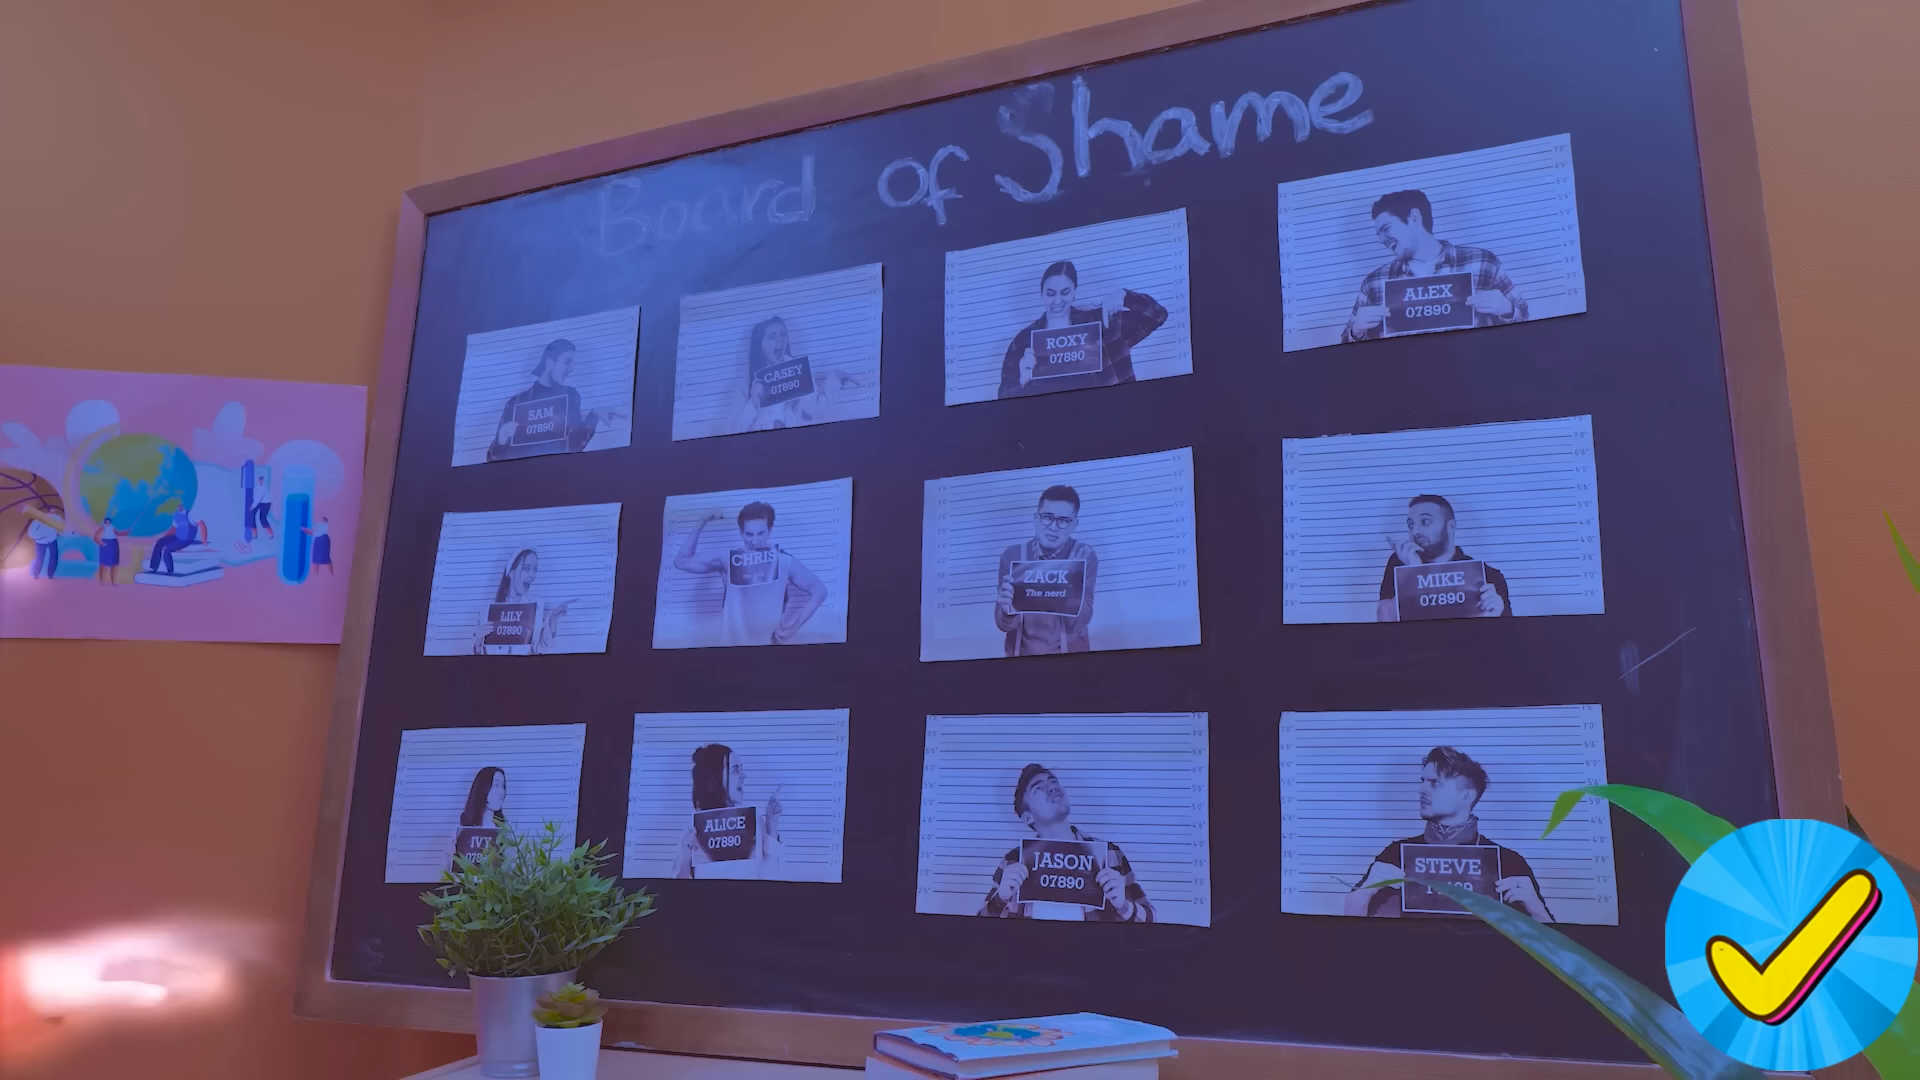 Board of Shame
SAM
07890
CASEY
07890
ROXY
07890
ALEX
07890
LILY
07890
CHRIS
ZACK
The nerd
MIKE
07890
IVY
ALICE
07890
JASON
07890
STEVE